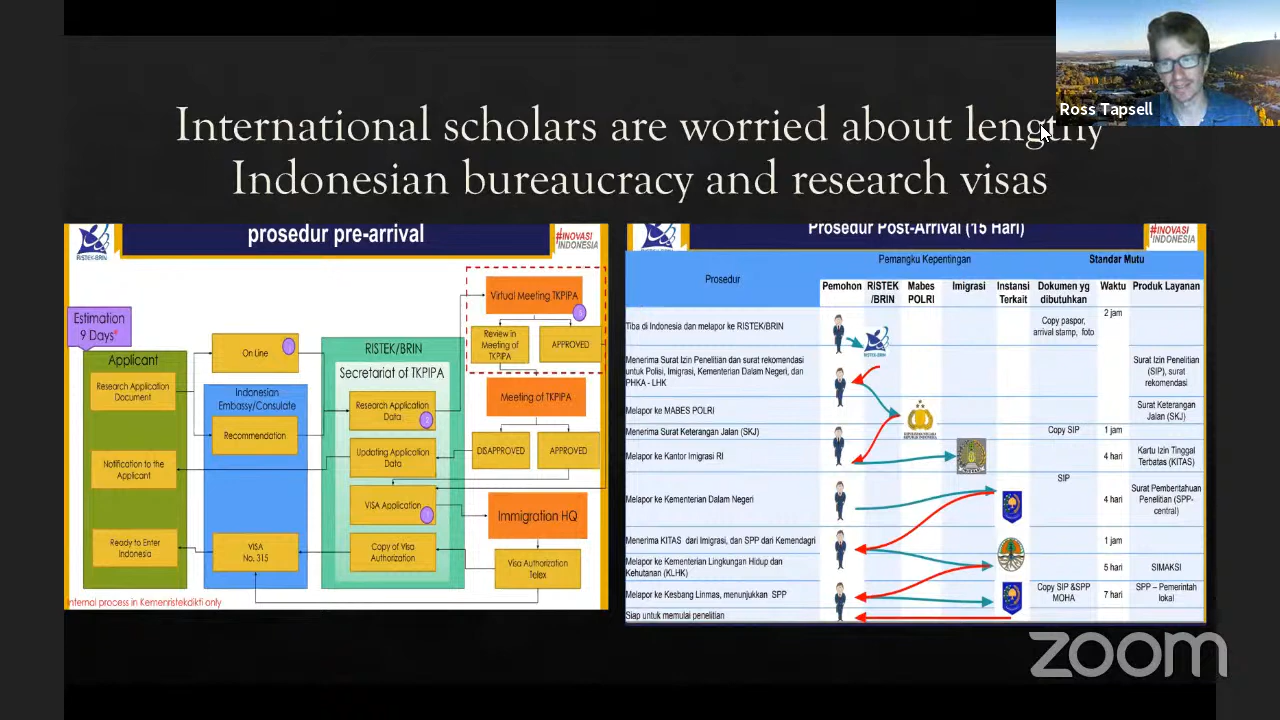 Ross Tapsell
International scholars are worried about lengthy
Indonesian bureaucracy and research visas
prosedur pre-arrival
RISTEK-BRIN
#INOVASI
INDONESIA
Estimation
9 Days*
Applicant
Research Application
Document
Notification to the
Applicant
Ready to Enter
Indonesia
On Line
Indonesian
Embassy/Consulate
Recommendation
VISA
No. 315
RISTEK/BRIN
Secretariat of TKPIPA
Research Application
Data
Updating Application
Data
VISA Application
Copy of Visa
Authorization
Virtual Meeting TKPIPA
Review in
Meeting of
TKPIPA
APPROVED
Meeting of TKPIPA
DISAPPROVED
APPROVED
Immigration HQ
Visa Authorization
Telex
Internal process in Kemenristekdikti only
Prosedur Post-Arrival (15 Hari)
RISTEK-BRIN
#INOVASI
INDONESIA
Prosedur
Pemangku Kepentingan
Standar Mutu
Pemohon
RISTEK
/BRIN
Mabes
POLRI
Imigrasi
Instansi
Terkait
Dokumen yg
dibutuhkan
Waktu
Produk Layanan
Tiba di Indonesia dan melapor ke RISTEK/BRIN
Copy paspor,
arrival stamp, foto
2 jam
Menerima Surat Izin Penelitian dan surat rekomendasi
untuk Polisi, Imigrasi, Kementerian Dalam Negeri, dan
PHKA - LHK
Surat Izin Penelitian
(SIP), surat
rekomendasi
Melapor ke MABES POLRI
Surat Keterangan
Jalan (SKJ)
Menerima Surat Keterangan Jalan (SKJ)
Copy SIP
1 jam
Melapor ke Kantor Imigrasi RI
4 hari
Kartu Izin Tinggal
Terbatas (KITAS)
Melapor ke Kementerian Dalam Negeri
SIP
4 hari
Surat Pemberitahuan
Penelitian (SPP-
central)
Menerima KITAS dari Imigrasi, dan SPP dari Kemendagri
1 jam
Melapor ke Kementerian Lingkungan Hidup dan
Kehutanan (KLHK)
5 hari
SIMAKSI
Melapor ke Kesbang Linmas, menunjukkan SPP
Copy SIP &SPP
MOHA
7 hari
SPP – Pemerintah
lokal
Siap untuk memulai penelitian
zoom